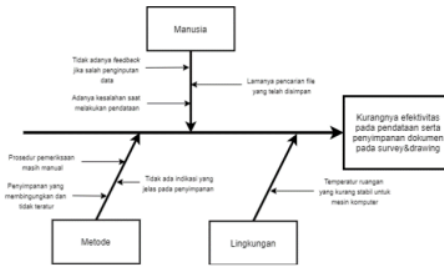 Manusia
Tidak adanya feedback
jika salah penginputan
data
Lamanya pencarian file
yang telah disimpan
Adanya kesalahan saat
melakukan pendataan
Kurangnya efektivitas
pada pendataan serta
penyimpanan dokumen
pada survey&drawing
Prosedur pemeriksaan
masih manual
Tidak ada indikasi yang
jelas pada penyimpanan
Penyimpanan yang
membingungkan dan
tidak teratur
Temperatur ruangan
yang kurang stabil untuk
mesin komputer
Metode
Lingkungan